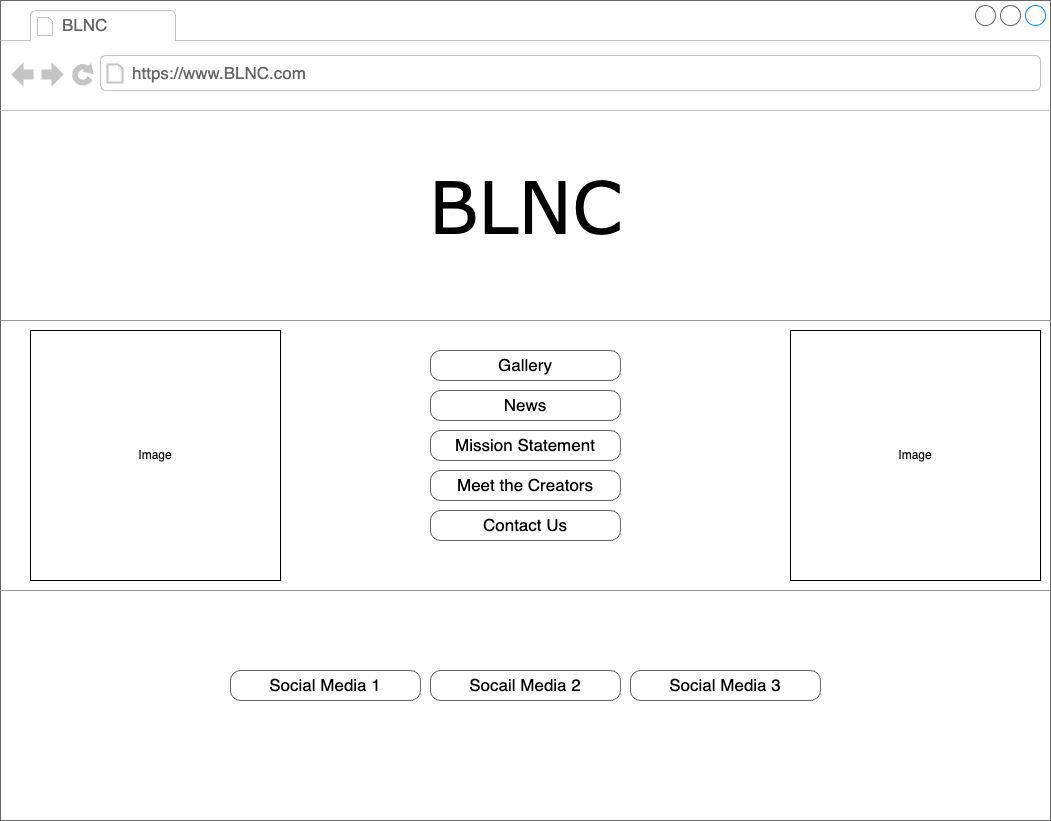 BLNC
https://www.BLNC.com
BLNC
Gallery
News
Mission Statement
Meet the Creators
Contact Us
Image
Image
Social Media 1
Socail Media 2
Social Media 3